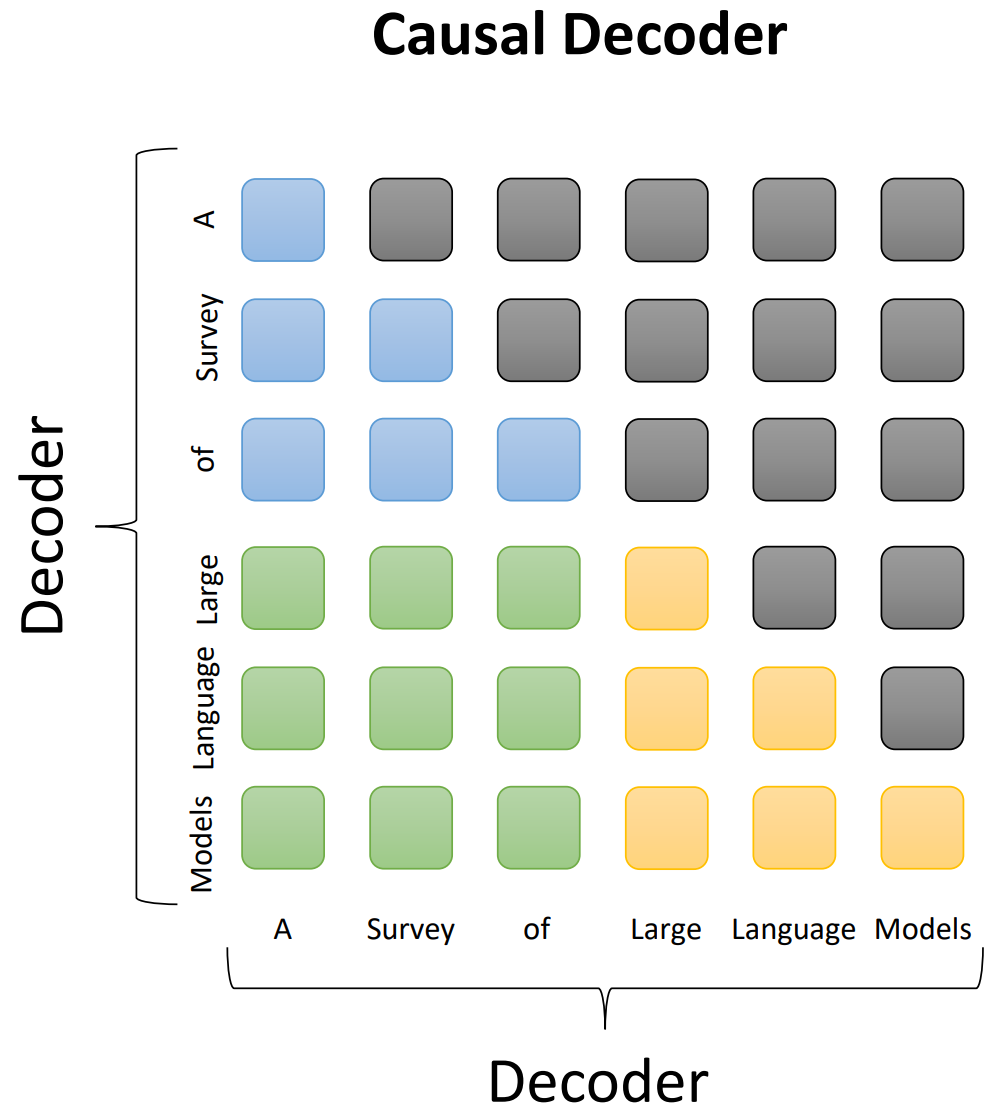 Causal Decoder
Decoder
A
Survey
of
Large
Language
Models
A Survey of Large Language Models
Decoder